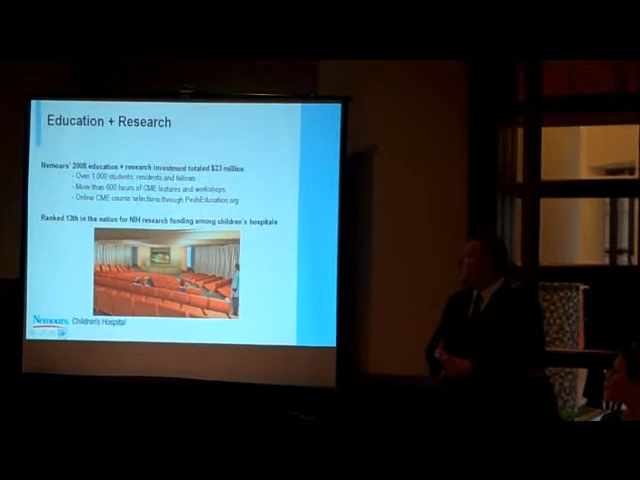 Education + Research
Nemours' 2008 education + research investment totaled $23 million
- Over 1,000 students, residents and fellows
- More than 600 hours of CME lectures and workshops
- Online CME course selections through PedsEducation.org
Ranked 13th in the nation for NIH research funding among children's hospitals
Nemours. Children's Hospital